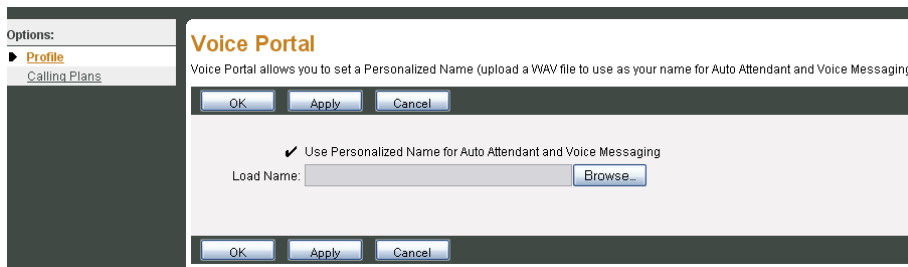 Options:
Profile
Calling Plans
Voice Portal
Voice Portal allows you to set a Personalized Name (upload a WAV file to use as your name for Auto Attendant and Voice Messaging
OK Apply Cancel
Use Personalized Name for Auto Attendant and Voice Messaging
Load Name: Browse...
OK Apply Cancel